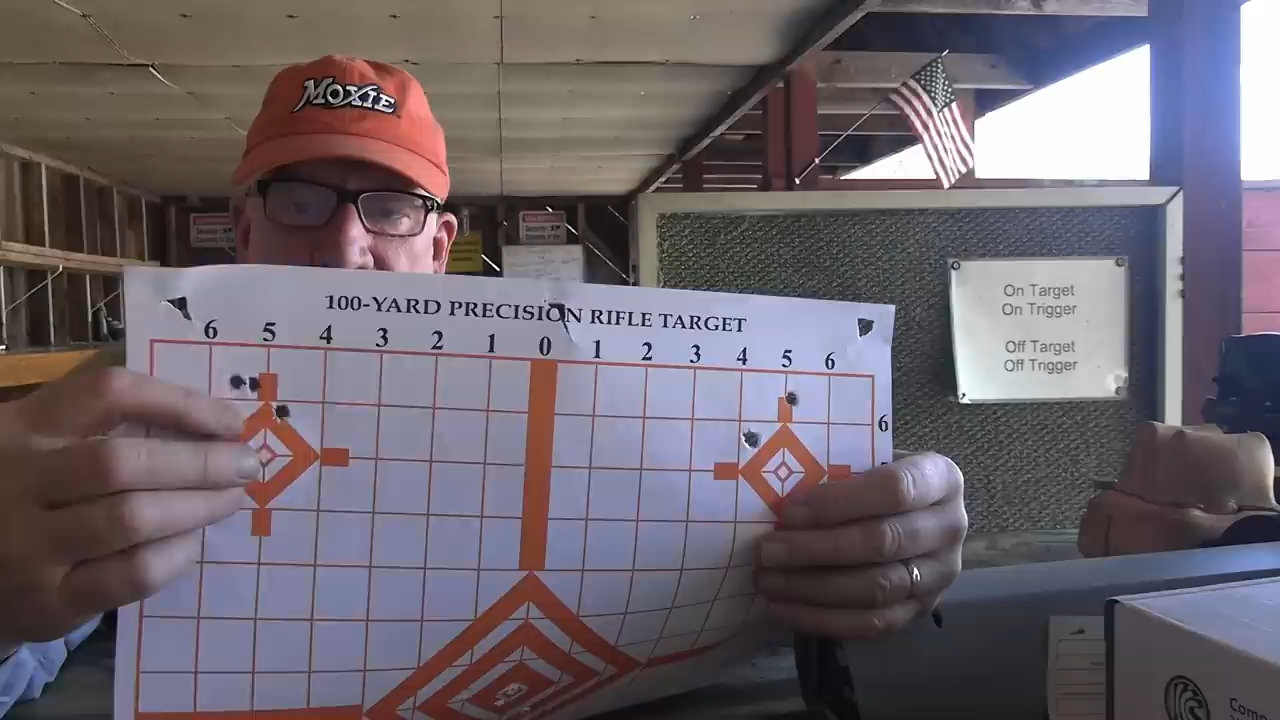 MOXIE
On Target
On Trigger
Off Target
Off Trigger
100-YARD PRECISION RIFLE TARGET
6 5 4 3 2 1 0 1 2 3 4 5 6
6